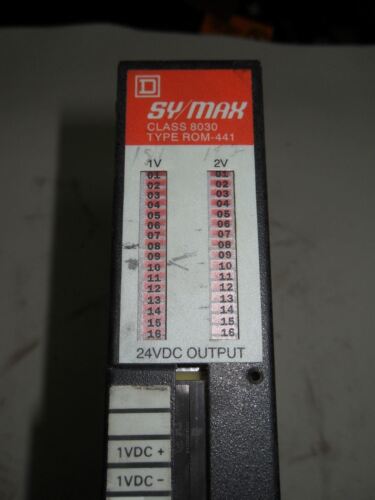 SY/MAX
CLASS 8030
TYPE ROM-441
1V 2V
01 01
02 02
03 03
04 04
05 05
06 06
07 07
08 08
09 09
10 10
11 11
12 12
13 13
14 14
15 15
16 16
24VDC OUTPUT
1VDC +
1VDC -